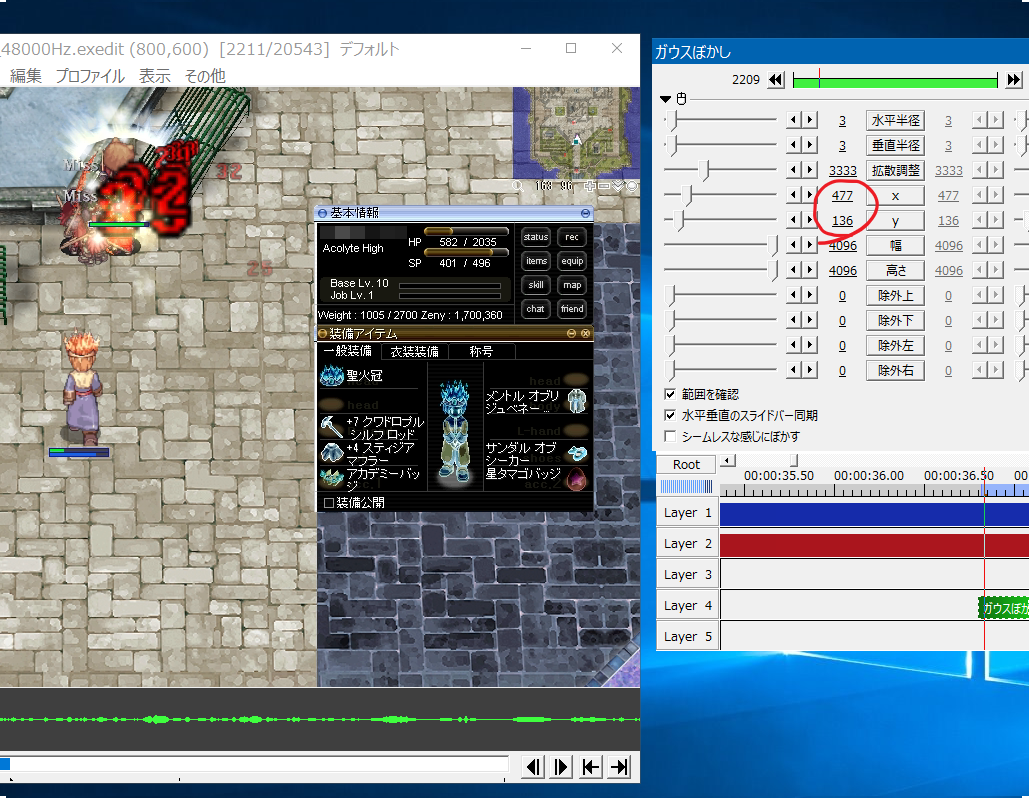 _48000Hz.exedit (800,600) [2211/20543] デフォルト
編集 プロファイル 表示 その他
Miss
Miss
32
25
168 96
基本情報
Acolyte High
HP 582 / 2035
SP 401 / 496
Base Lv. 10
Job Lv. 1
Weight : 1005 / 2700 Zeny : 1,700,360
status rec
items equip
skill map
chat friend
装備アイテム
一般装備 衣装装備 称号
聖火冠
head
head
メントル オブリ
ジュベネー...
+7 クワドロプル
シルフ ロッド
L-hand
+4 スティジア
マフラー
サンダル オブ
シーカー
アカデミーバッ
ジ
星タマゴバッジ
acc.2
装備公開
ガウスぼかし
2209
3 水平半径 3
3 垂直半径 3
3333 拡散調整 3333
477 x 477
136 y 136
4096 幅 4096
4096 高さ 4096
0 除外上 0
0 除外下 0
0 除外左 0
0 除外右 0
範囲を確認
水平垂直のスライドバー同期
シームレスな感じにぼかす
Root
00:00:35.50 00:00:36.00 00:00:36.50 00
Layer 1
Layer 2
Layer 3
Layer 4
ガウスぼか
Layer 5